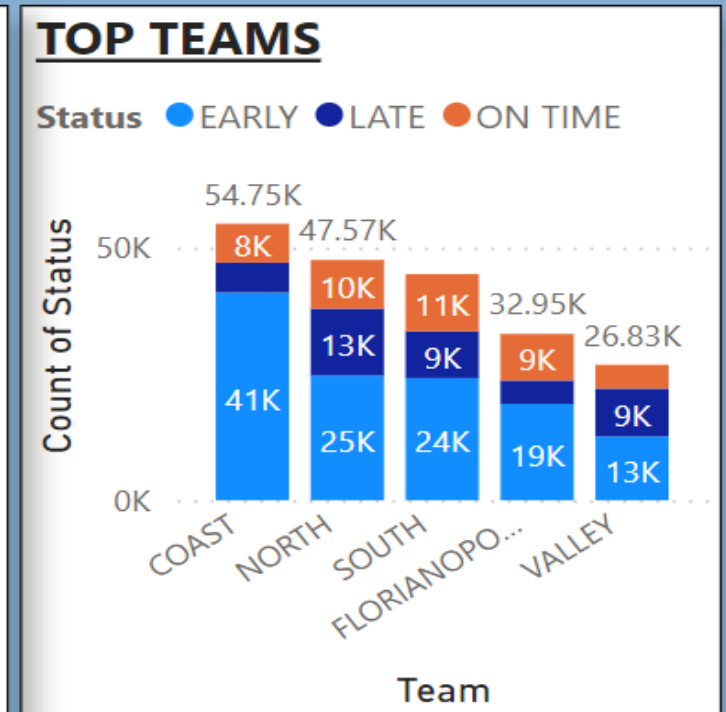 TOP TEAMS
Status EARLY LATE ON TIME
Count of Status
50K
0K
54.75K
8K
41K
47.57K
10K
13K
25K
11K
9K
24K
32.95K
9K
19K
26.83K
9K
13K
COAST
NORTH
SOUTH
FLORIANOPO...
VALLEY
Team